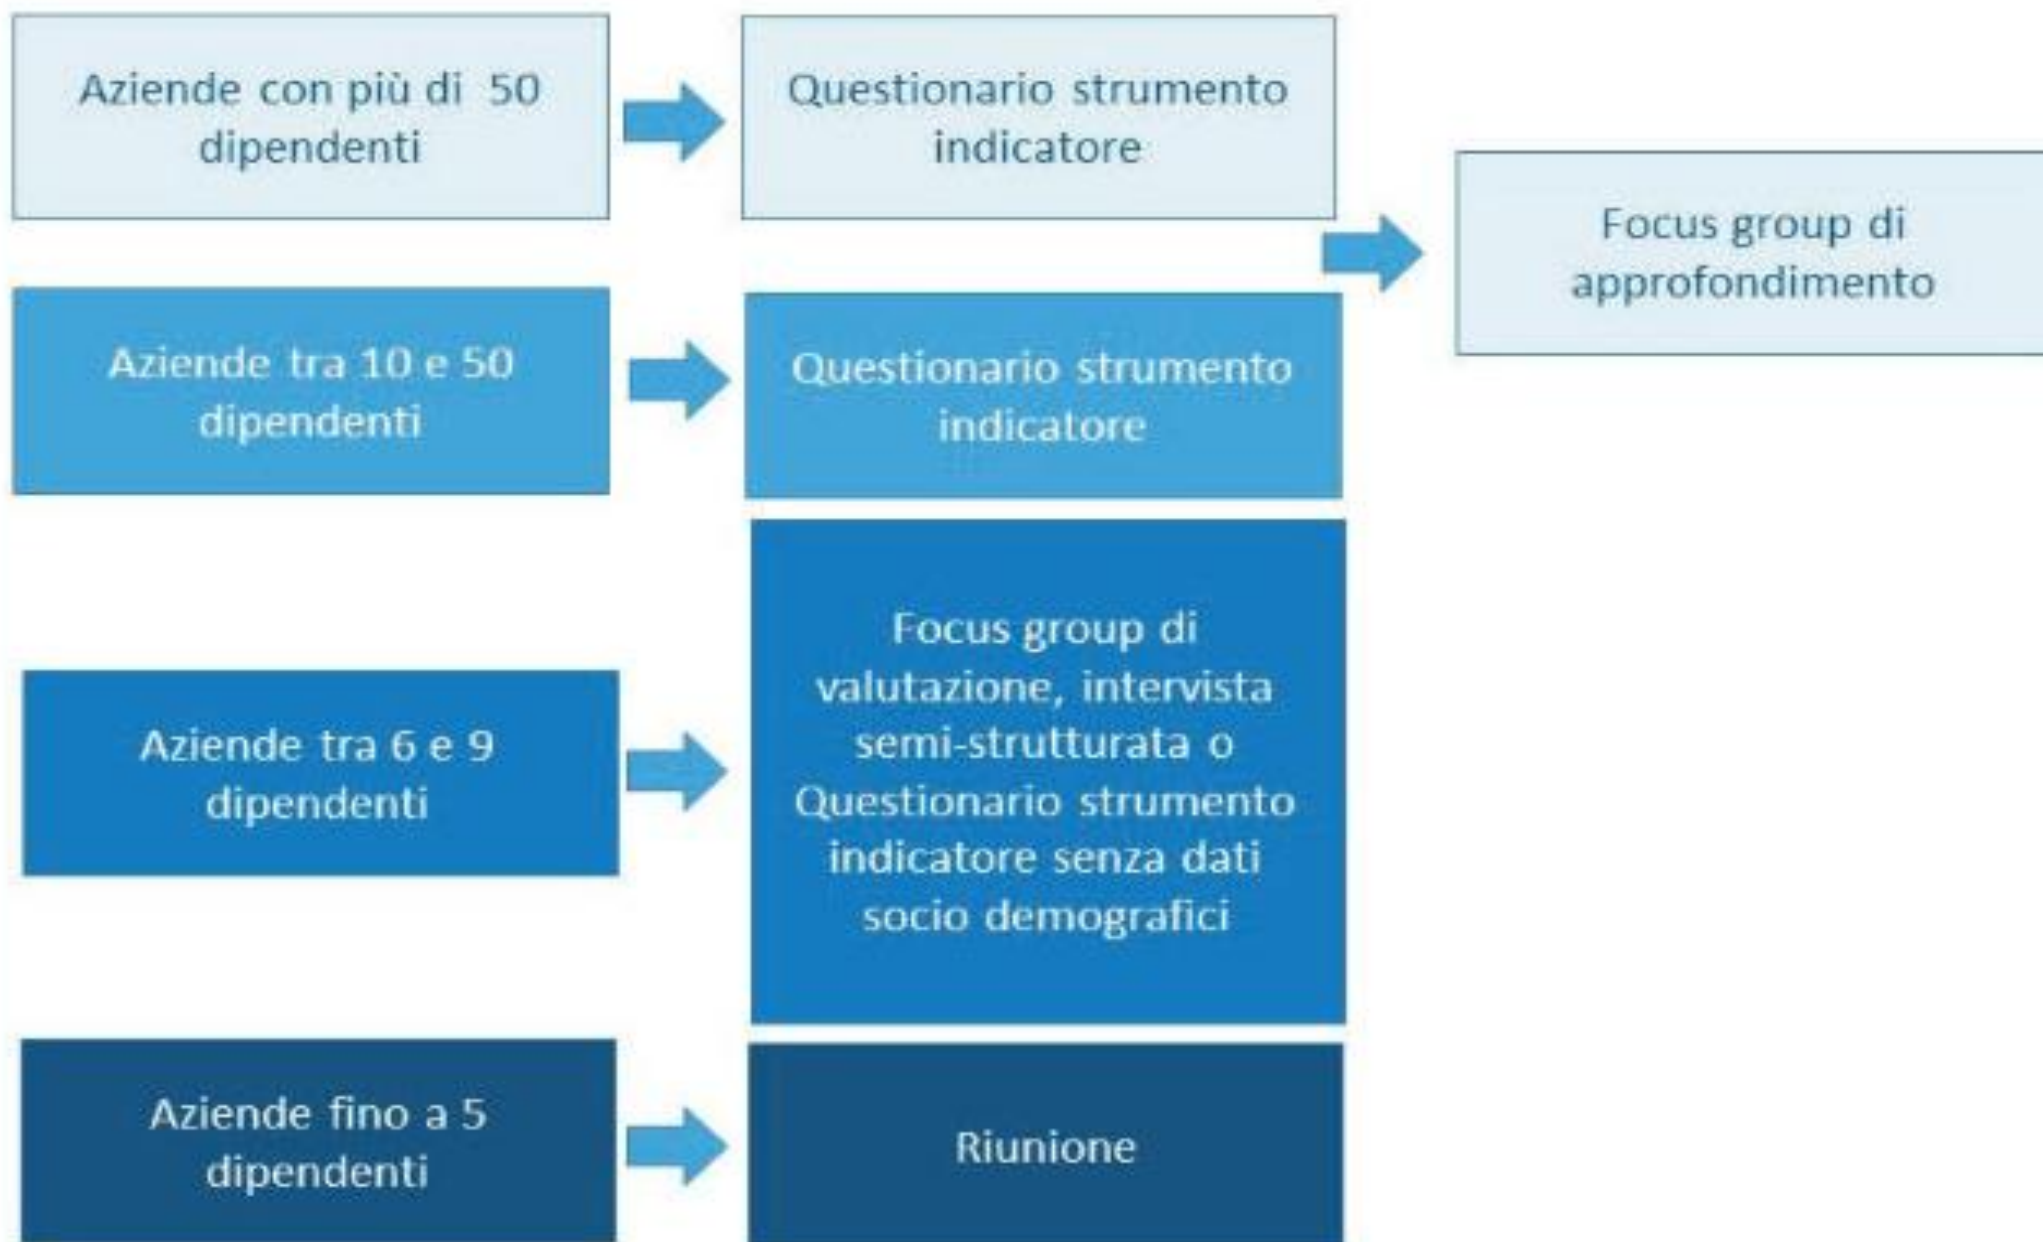 Aziende con più di 50
dipendenti
Questionario strumento
indicatore
Focus group di
approfondimento
Aziende tra 10 e 50
dipendenti
Questionario strumento
indicatore
Aziende tra 6 e 9
dipendenti
Focus group di
valutazione, intervista
semi-strutturata o
Questionario strumento
indicatore senza dati
socio demografici
Aziende fino a 5
dipendenti
Riunione